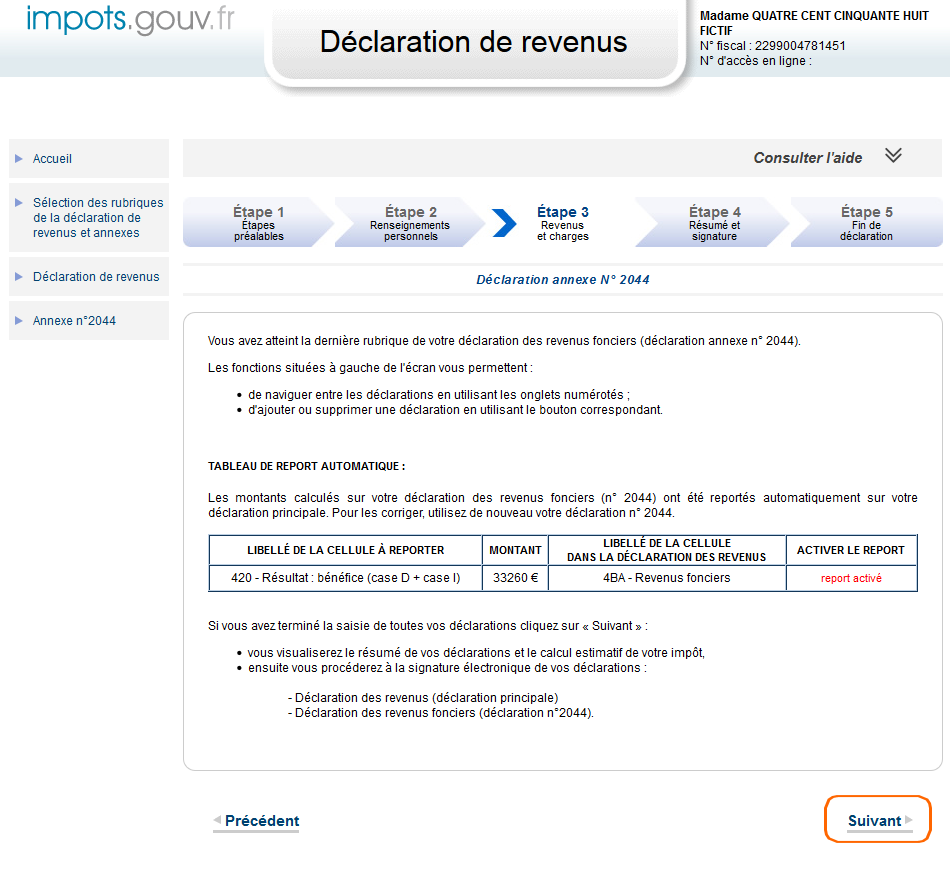 impots.gouv.fr
Déclaration de revenus
Madame QUATRE CENT CINQUANTE HUIT
FICTIF
N° fiscal : 2299004781451
N° d'accès en ligne :
Accueil
Sélection des rubriques
de la déclaration de
revenus et annexes
Déclaration de revenus
Annexe n°2044
Consulter l'aide
Étape 1
Étapes
préalables
Étape 2
Renseignements
personnels
Étape 3
Revenus
et charges
Étape 4
Résumé et
signature
Étape 5
Fin de
déclaration
Déclaration annexe N° 2044
Vous avez atteint la dernière rubrique de votre déclaration des revenus fonciers (déclaration annexe n° 2044).
Les fonctions situées à gauche de l'écran vous permettent :
• de naviguer entre les déclarations en utilisant les onglets numérotés ;
• d'ajouter ou supprimer une déclaration en utilisant le bouton correspondant.
TABLEAU DE REPORT AUTOMATIQUE :
Les montants calculés sur votre déclaration des revenus fonciers (n° 2044) ont été reportés automatiquement sur votre
déclaration principale. Pour les corriger, utilisez de nouveau votre déclaration n° 2044.
LIBELLÉ DE LA CELLULE À REPORTER
MONTANT
LIBELLÉ DE LA CELLULE
DANS LA DÉCLARATION DES REVENUS
ACTIVER LE REPORT
420 - Résultat : bénéfice (case D + case I)
33260 €
4BA - Revenus fonciers
report activé
Si vous avez terminé la saisie de toutes vos déclarations cliquez sur « Suivant » :
• vous visualiserez le résumé de vos déclarations et le calcul estimatif de votre impôt,
• ensuite vous procéderez à la signature électronique de vos déclarations :
- Déclaration des revenus (déclaration principale)
- Déclaration des revenus fonciers (déclaration n°2044).
Précédent
Suivant